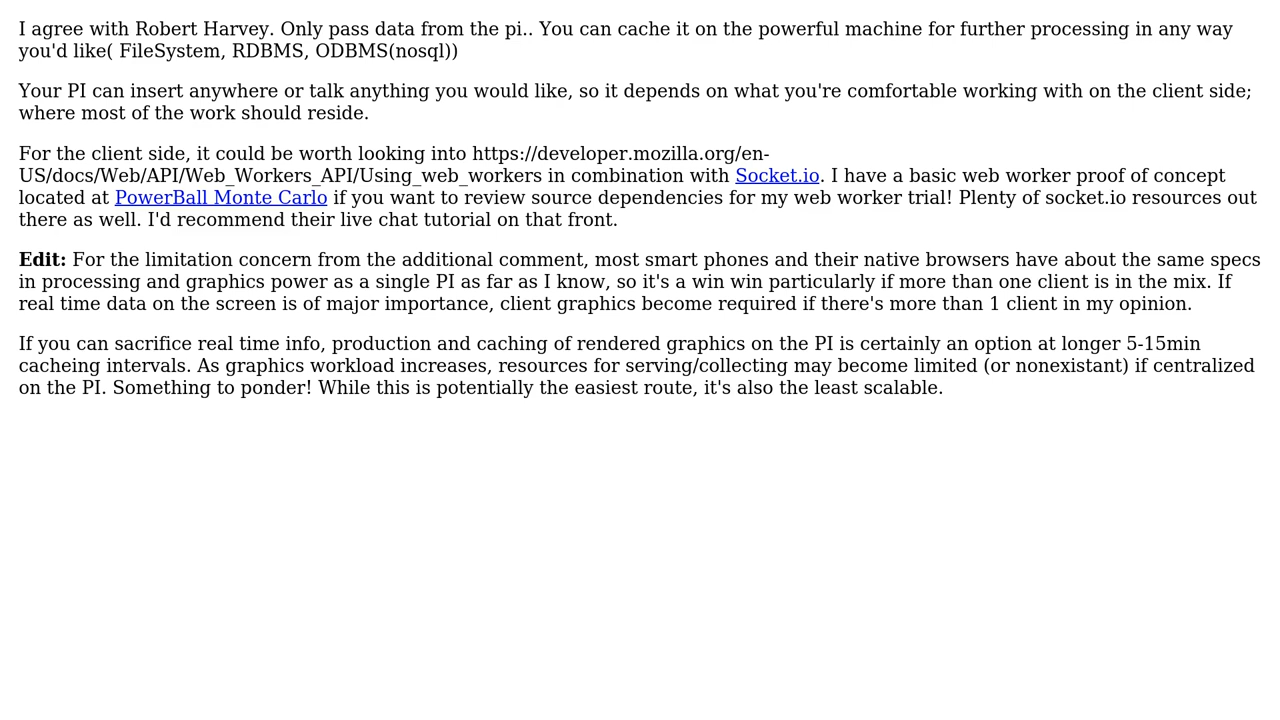 I agree with Robert Harvey. Only pass data from the pi.. You can cache it on the powerful machine for further processing in any way
you'd like( FileSystem, RDBMS, ODBMS(nosql))
Your PI can insert anywhere or talk anything you would like, so it depends on what you're comfortable working with on the client side;
where most of the work should reside.
For the client side, it could be worth looking into https://developer.mozilla.org/en-
US/docs/Web/API/Web_Workers_API/Using_web_workers in combination with Socket.io. I have a basic web worker proof of concept
located at PowerBall Monte Carlo if you want to review source dependencies for my web worker trial! Plenty of socket.io resources out
there as well. I'd recommend their live chat tutorial on that front.
Edit: For the limitation concern from the additional comment, most smart phones and their native browsers have about the same specs
in processing and graphics power as a single PI as far as I know, so it's a win win particularly if more than one client is in the mix. If
real time data on the screen is of major importance, client graphics become required if there's more than 1 client in my opinion.
If you can sacrifice real time info, production and caching of rendered graphics on the PI is certainly an option at longer 5-15min
cacheing intervals. As graphics workload increases, resources for serving/collecting may become limited (or nonexistant) if centralized
on the PI. Something to ponder! While this is potentially the easiest route, it's also the least scalable.